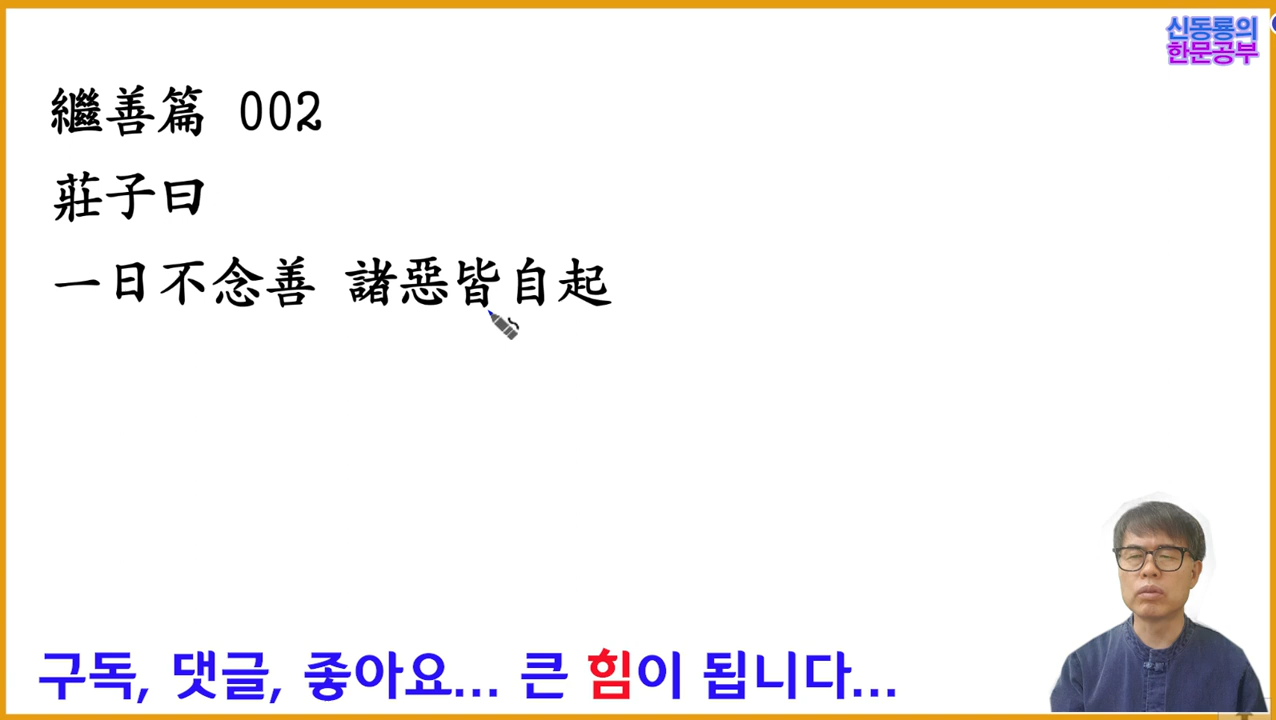 신동룡의
한문공부
繼善篇 002
莊子曰
一日不念善 諸惡皆自起
구독, 댓글, 좋아요... 큰 힘이 됩니다...